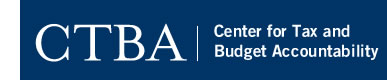 CTBA
Center for Tax and
Budget Accountability